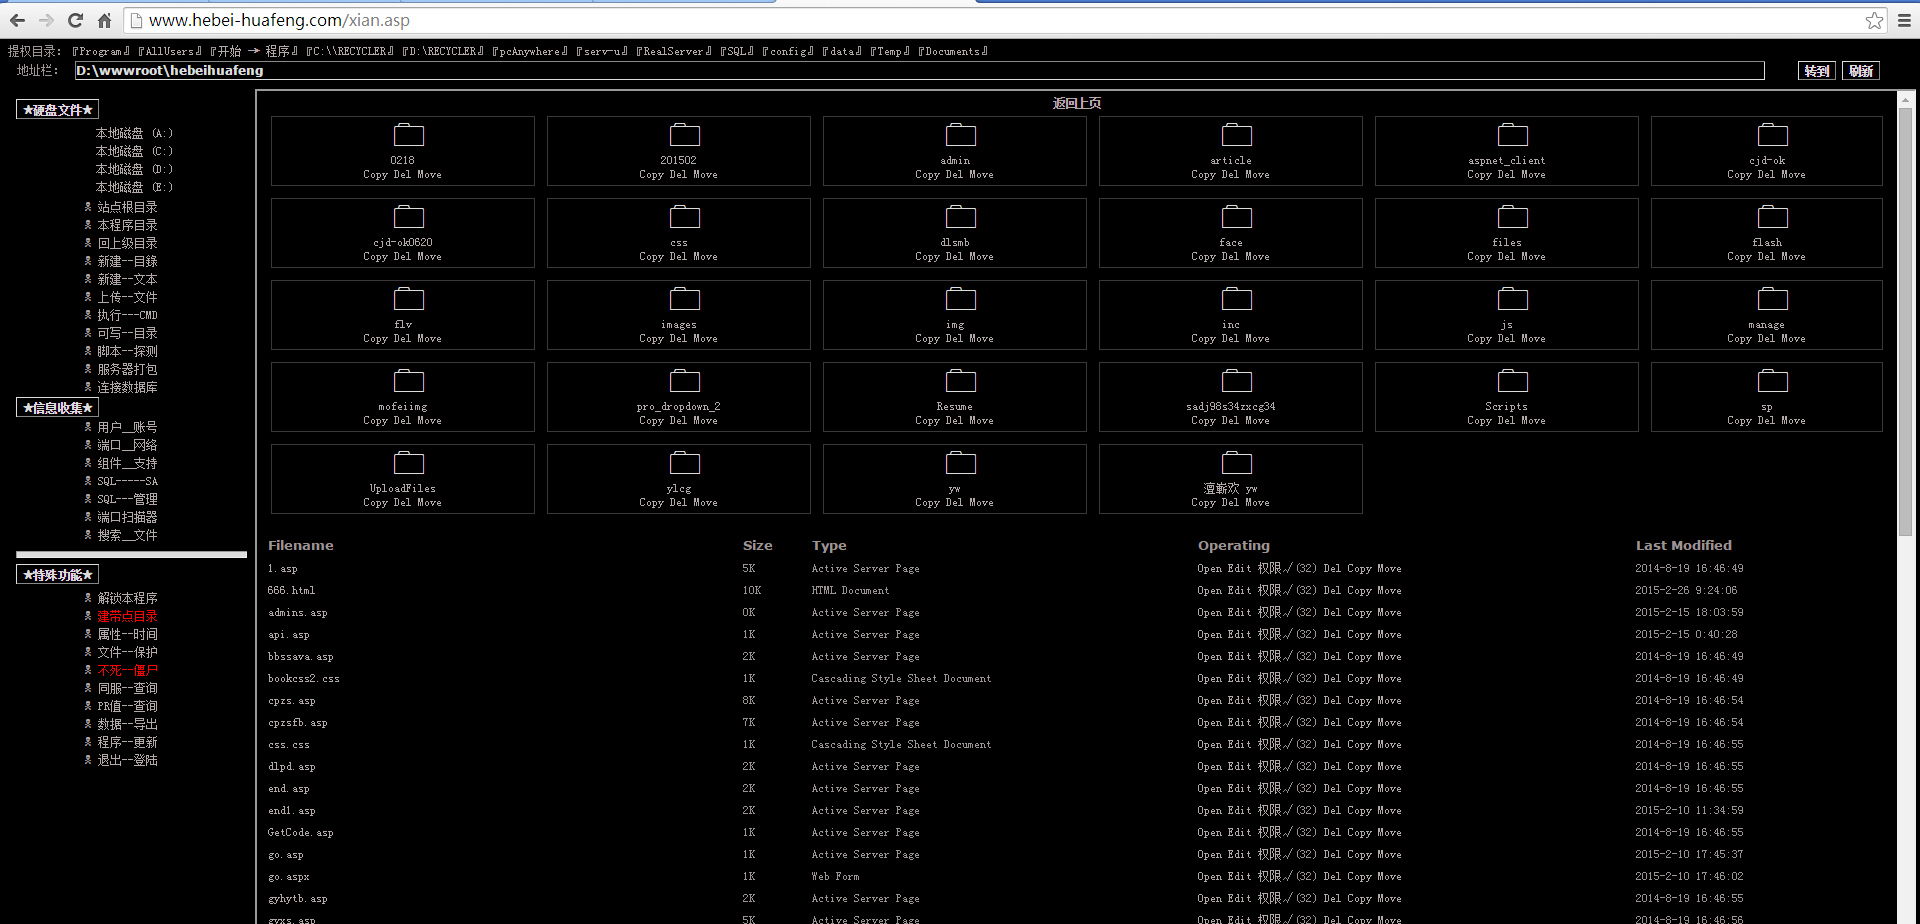 www.hebei-huafeng.com/xian.asp
提权目录: 『Program』『AllUsers』『开始 → 程序』『C:\\RECYCLER』『D:\RECYCLER』『pcAnywhere』『serv-u』『RealServer』『SQL』『config』『data』『Temp』『Documents』
地址栏: D:\wwwroot\hebeihuafeng 转到 刷新
★硬盘文件★
本地磁盘 (A:)
本地磁盘 (C:)
本地磁盘 (D:)
本地磁盘 (E:)
站点根目录
本程序目录
回上级目录
新建--目錄
新建--文本
上传--文件
执行---CMD
可写--目录
脚本--探测
服务器打包
连接数据库
★信息收集★
用户__账号
端口__网络
组件__支持
SQL-----SA
SQL---管理
端口扫描器
搜索__文件
★特殊功能★
解锁本程序
建带点目录
属性--时间
文件--保护
不死--僵尸
同服--查询
PR值--查询
数据--导出
程序--更新
退出--登陆
返回上页
0218 201502 admin article aspnet_client cjd-ok
Copy Del Move Copy Del Move Copy Del Move Copy Del Move Copy Del Move Copy Del Move
cjd-ok0620 css dlsmb face files flash
Copy Del Move Copy Del Move Copy Del Move Copy Del Move Copy Del Move Copy Del Move
flv images img inc js manage
Copy Del Move Copy Del Move Copy Del Move Copy Del Move Copy Del Move Copy Del Move
mofeiimg pro_dropdown_2 Resume sadj98s34zxcg34 Scripts sp
Copy Del Move Copy Del Move Copy Del Move Copy Del Move Copy Del Move Copy Del Move
UploadFiles ylcg yw yw
Copy Del Move Copy Del Move Copy Del Move Copy Del Move
Filename Size Type Operating Last Modified
1.asp 5K Active Server Page Open Edit 权限√(32) Del Copy Move 2014-8-19 16:46:49
666.html 10K HTML Document Open Edit 权限√(32) Del Copy Move 2015-2-26 9:24:06
admins.asp 0K Active Server Page Open Edit 权限√(32) Del Copy Move 2015-2-15 18:03:59
api.asp 1K Active Server Page Open Edit 权限√(32) Del Copy Move 2015-2-15 0:40:28
bbssava.asp 2K Active Server Page Open Edit 权限√(32) Del Copy Move 2014-8-19 16:46:49
bookcss2.css 1K Cascading Style Sheet Document Open Edit 权限√(32) Del Copy Move 2014-8-19 16:46:49
cpzs.asp 8K Active Server Page Open Edit 权限√(32) Del Copy Move 2014-8-19 16:46:54
cpzsfb.asp 7K Active Server Page Open Edit 权限√(32) Del Copy Move 2014-8-19 16:46:54
css.css 1K Cascading Style Sheet Document Open Edit 权限√(32) Del Copy Move 2014-8-19 16:46:55
dlpd.asp 2K Active Server Page Open Edit 权限√(32) Del Copy Move 2014-8-19 16:46:55
end.asp 2K Active Server Page Open Edit 权限√(32) Del Copy Move 2014-8-19 16:46:55
end1.asp 2K Active Server Page Open Edit 权限√(32) Del Copy Move 2015-2-10 11:34:59
GetCode.asp 1K Active Server Page Open Edit 权限√(32) Del Copy Move 2014-8-19 16:46:55
go.asp 1K Active Server Page Open Edit 权限√(32) Del Copy Move 2015-2-10 17:45:37
go.aspx 1K Web Form Open Edit 权限√(32) Del Copy Move 2015-2-10 17:46:02
gyhytb.asp 2K Active Server Page Open Edit 权限√(32) Del Copy Move 2014-8-19 16:46:55
gyxs.asp 5K Active Server Page Open Edit 权限√(32) Del Copy Move 2014-8-19 16:46:56